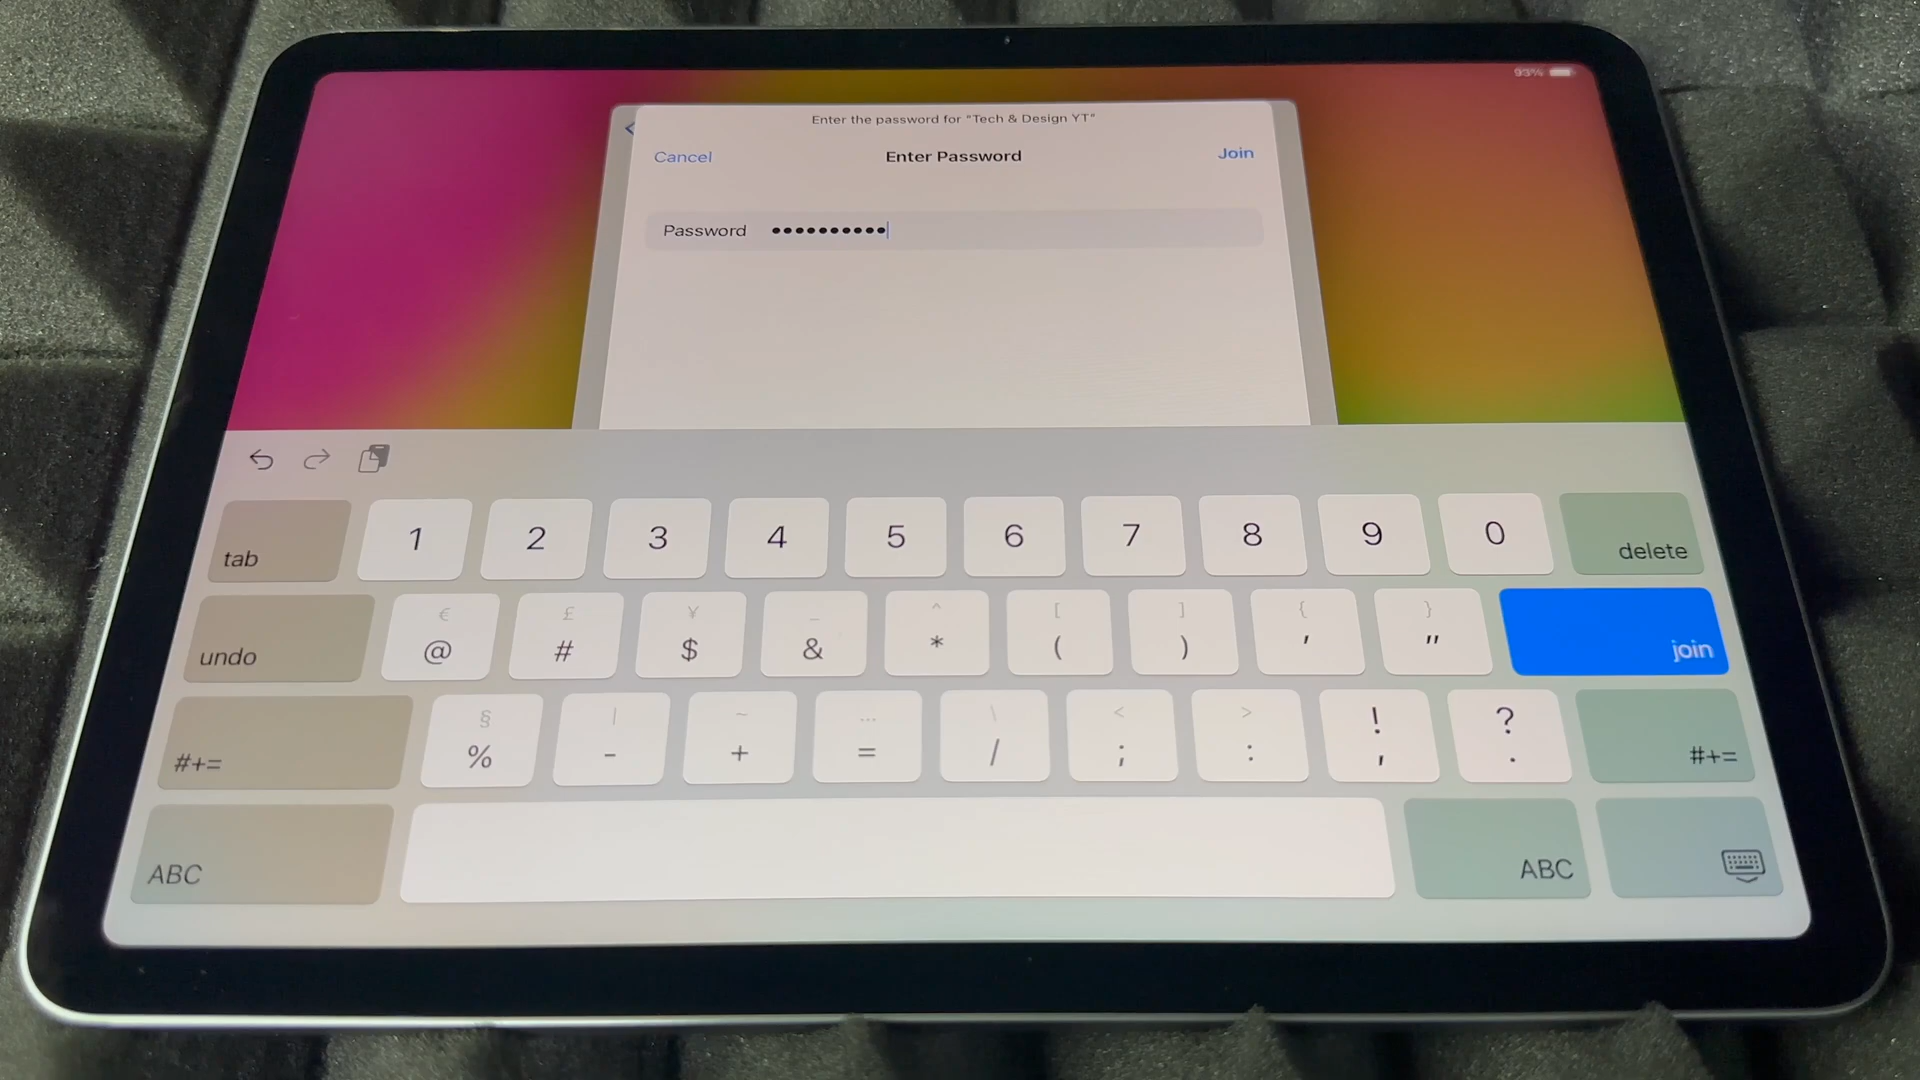 93%
Enter the password for "Tech & Design YT"
Cancel Enter Password Join
Password ••••••••••
tab 1 2 3 4 5 6 7 8 9 0 delete
€ £ ¥ _ ^ [ ] { }
undo @ # $ & * ( ) ' " join
§ | ~ … \ < > ! ?
#+= % - + = / ; : , . #+=
ABC ABC